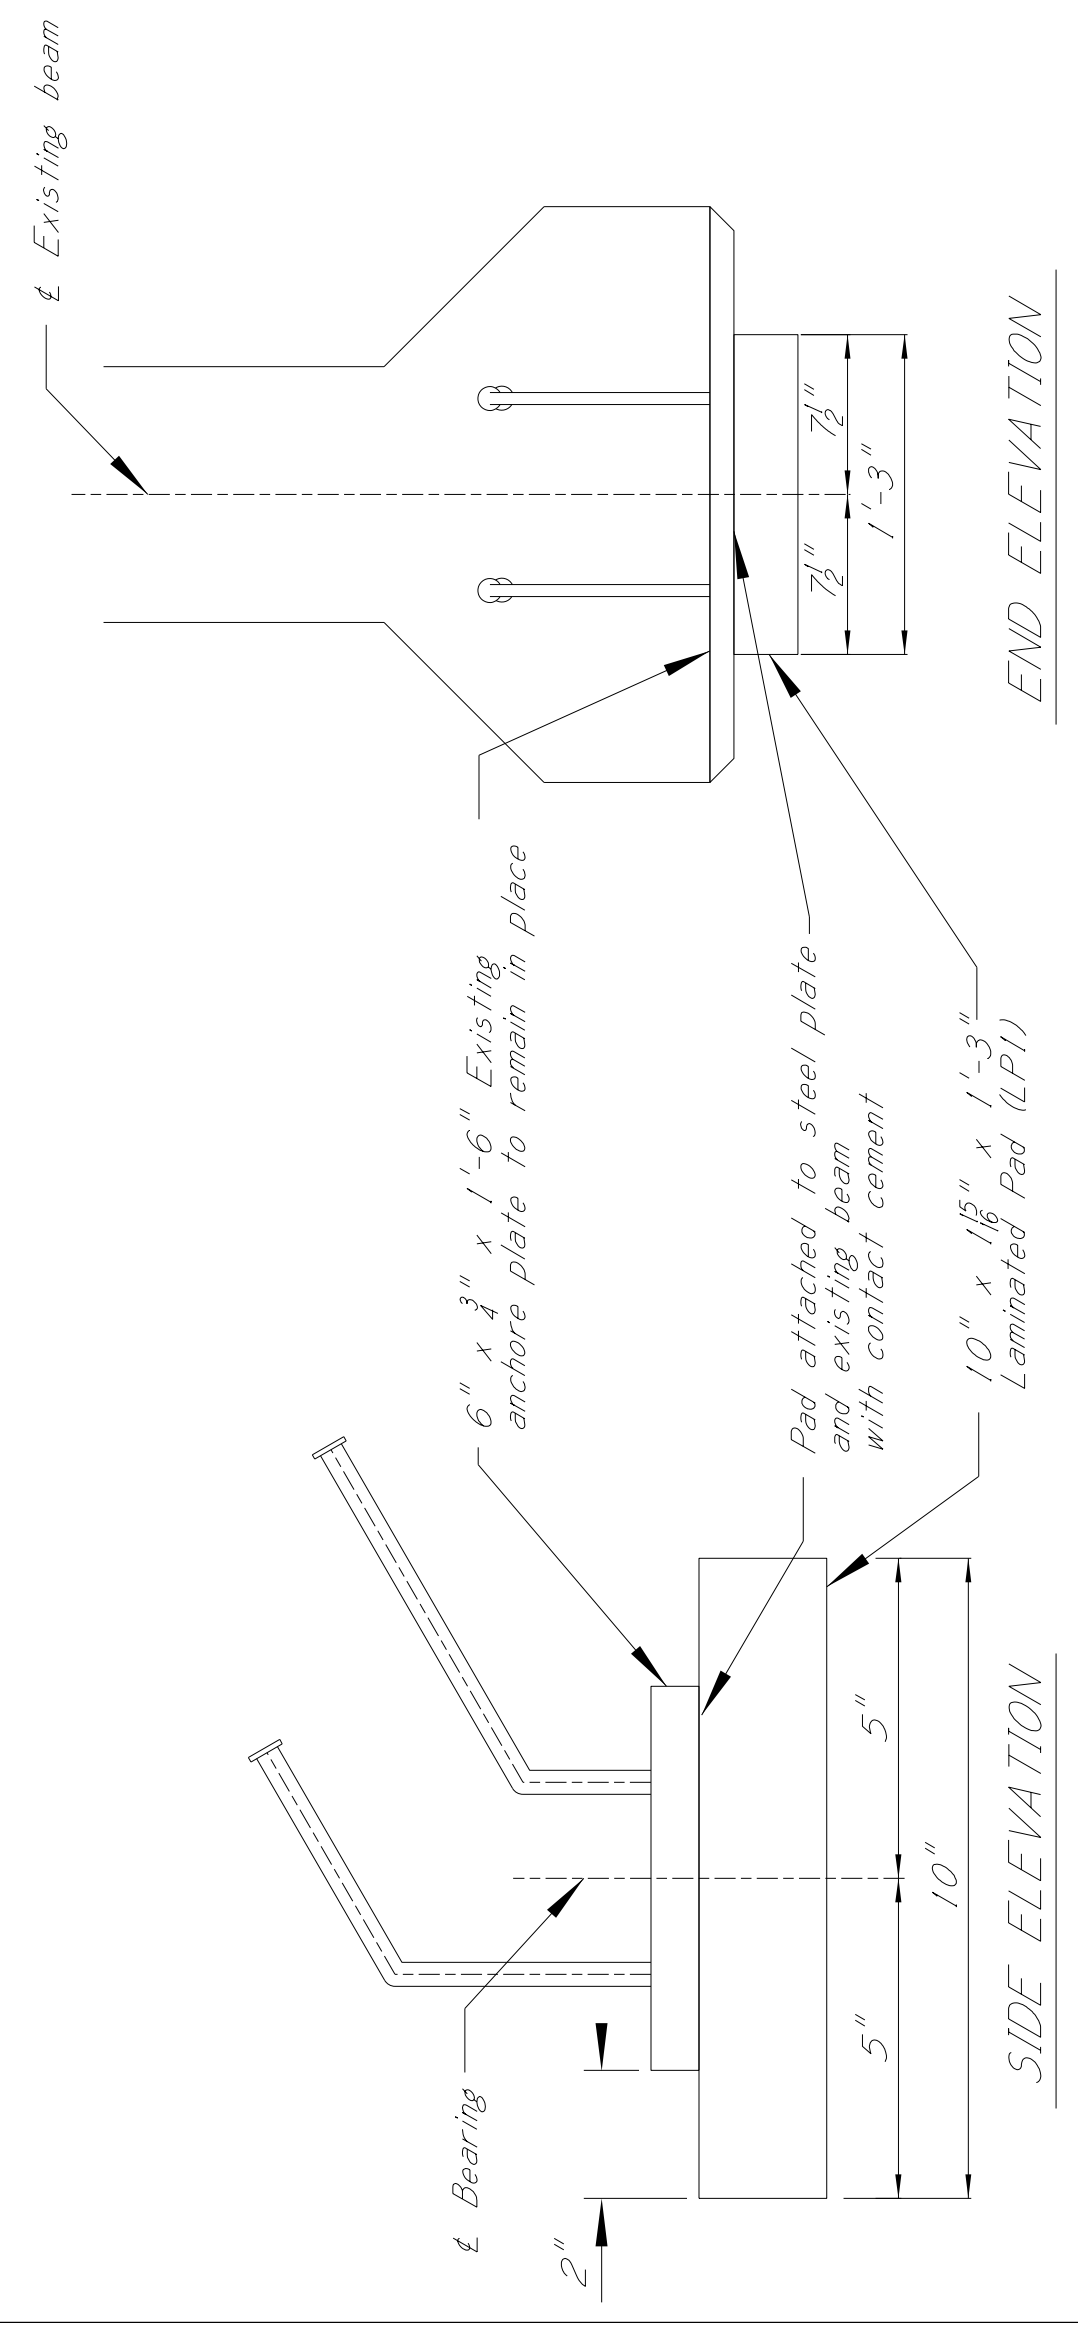 ℄ Existing beam
6" x 3/4" x 1'-6" Existing
anchore plate to remain in place
℄ Bearing
2"
Pad attached to steel plate
and existing beam
with contact cement
10" x 1 15/16" x 1'-3"
Laminated Pad (LP1)
5"
5"
10"
7 1/2"
7 1/2"
1'-3"
SIDE ELEVATION
END ELEVATION